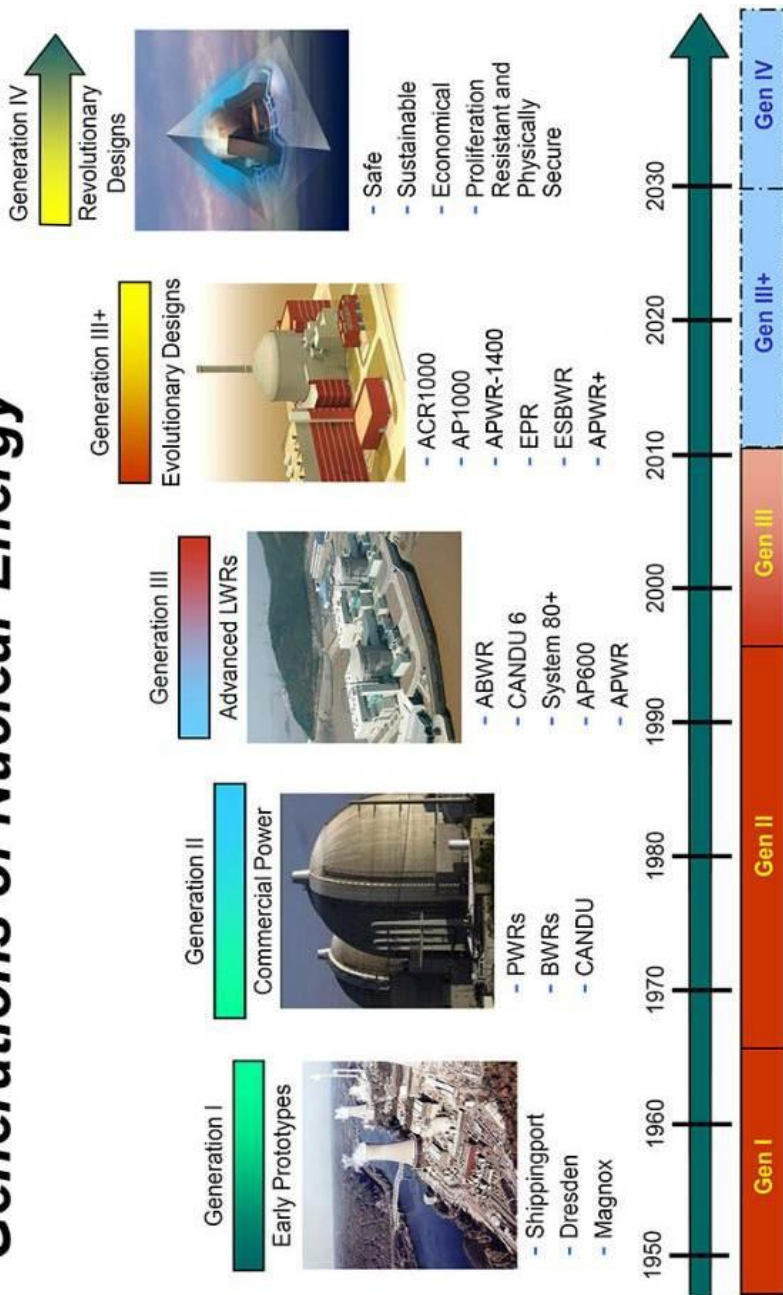 Generations of Nuclear Energy
Generation I
Early Prototypes
- Shippingport
- Dresden
- Magnox
Generation II
Commercial Power
- PWRs
- BWRs
- CANDU
Generation III
Advanced LWRs
- ABWR
- CANDU 6
- System 80+
- AP600
- APWR
Generation III+
Evolutionary Designs
- ACR1000
- AP1000
- APWR-1400
- EPR
- ESBWR
- APWR+
Generation IV
Revolutionary
Designs
- Safe
- Sustainable
- Economical
- Proliferation
Resistant and
Physically
Secure
1950 1960 1970 1980 1990 2000 2010 2020 2030
Gen I Gen II Gen III Gen III+ Gen IV